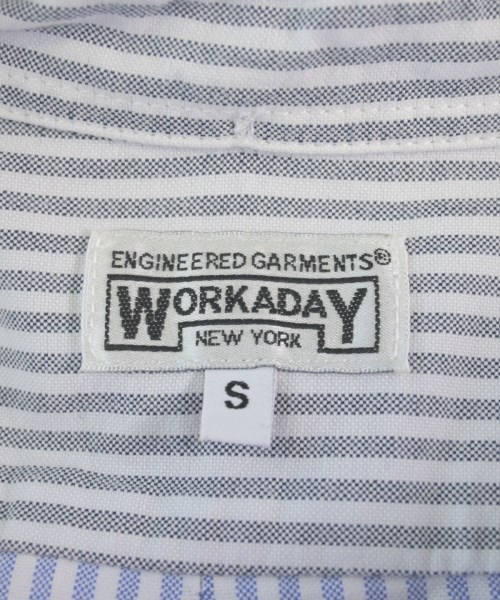 ENGINEERED GARMENTS®
WORKADAY
NEW YORK
S